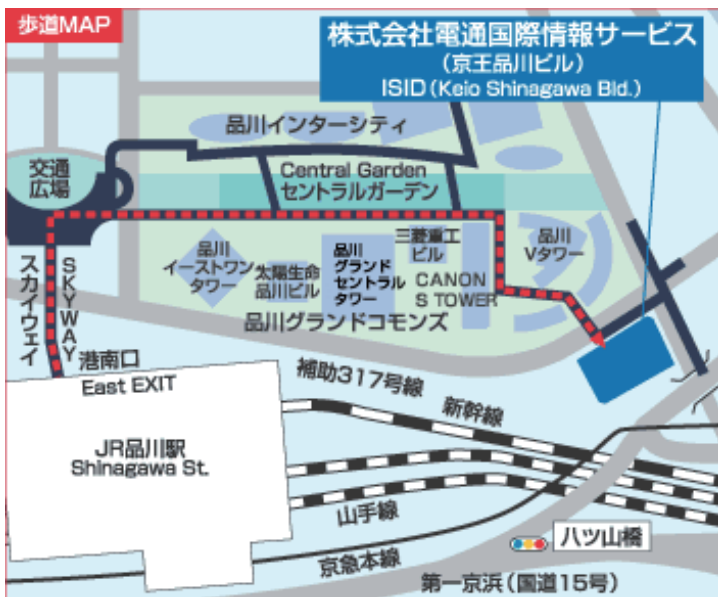 歩道MAP
株式会社電通国際情報サービス
(京王品川ビル)
ISID(Keio Shinagawa Bld.)
品川インターシティ
交通
広場
Central Garden
セントラルガーデン
品川
イーストワン
タワー
太陽生命
品川ビル
品川
グランド
セントラル
タワー
三菱重工
ビル
CANON
S TOWER
品川
Vタワー
品川グランドコモンズ
スカイウェイ
SKYWAY
港南口
East EXIT
補助317号線
新幹線
JR品川駅
Shinagawa St.
山手線
京急本線
八ツ山橋
第一京浜(国道15号)